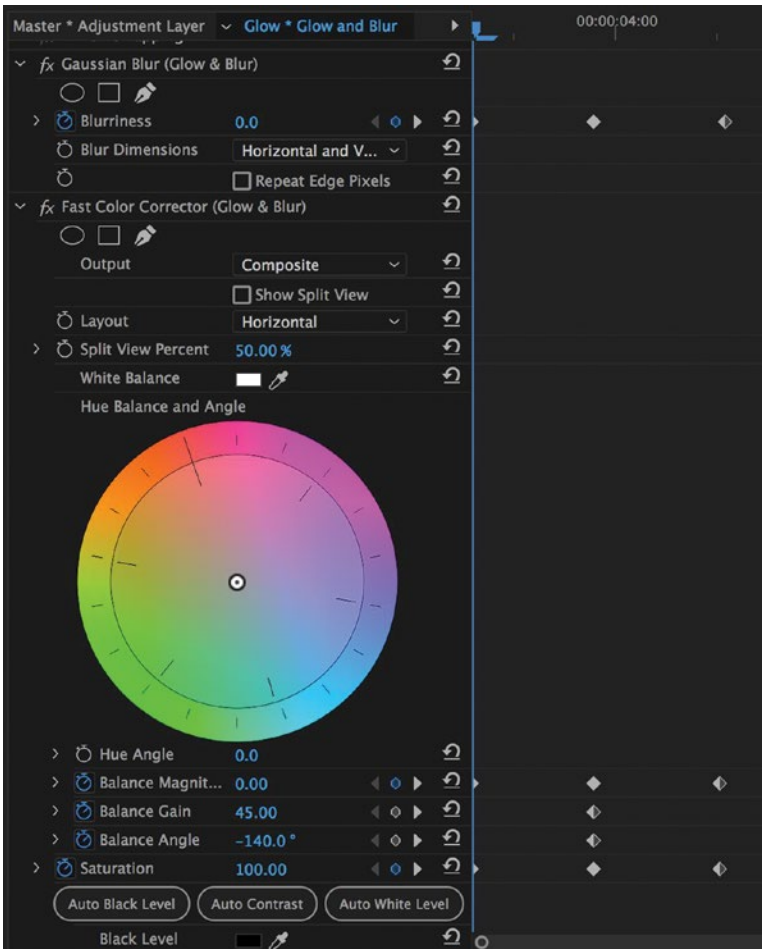 Master * Adjustment Layer Glow * Glow and Blur 00:00:04:00
fx Gaussian Blur (Glow & Blur)
Blurriness 0.0
Blur Dimensions Horizontal and V...
Repeat Edge Pixels
fx Fast Color Corrector (Glow & Blur)
Output Composite
Show Split View
Layout Horizontal
Split View Percent 50.00 %
White Balance
Hue Balance and Angle
Hue Angle 0.0
Balance Magnit... 0.00
Balance Gain 45.00
Balance Angle -140.0 °
Saturation 100.00
Auto Black Level Auto Contrast Auto White Level
Black Level